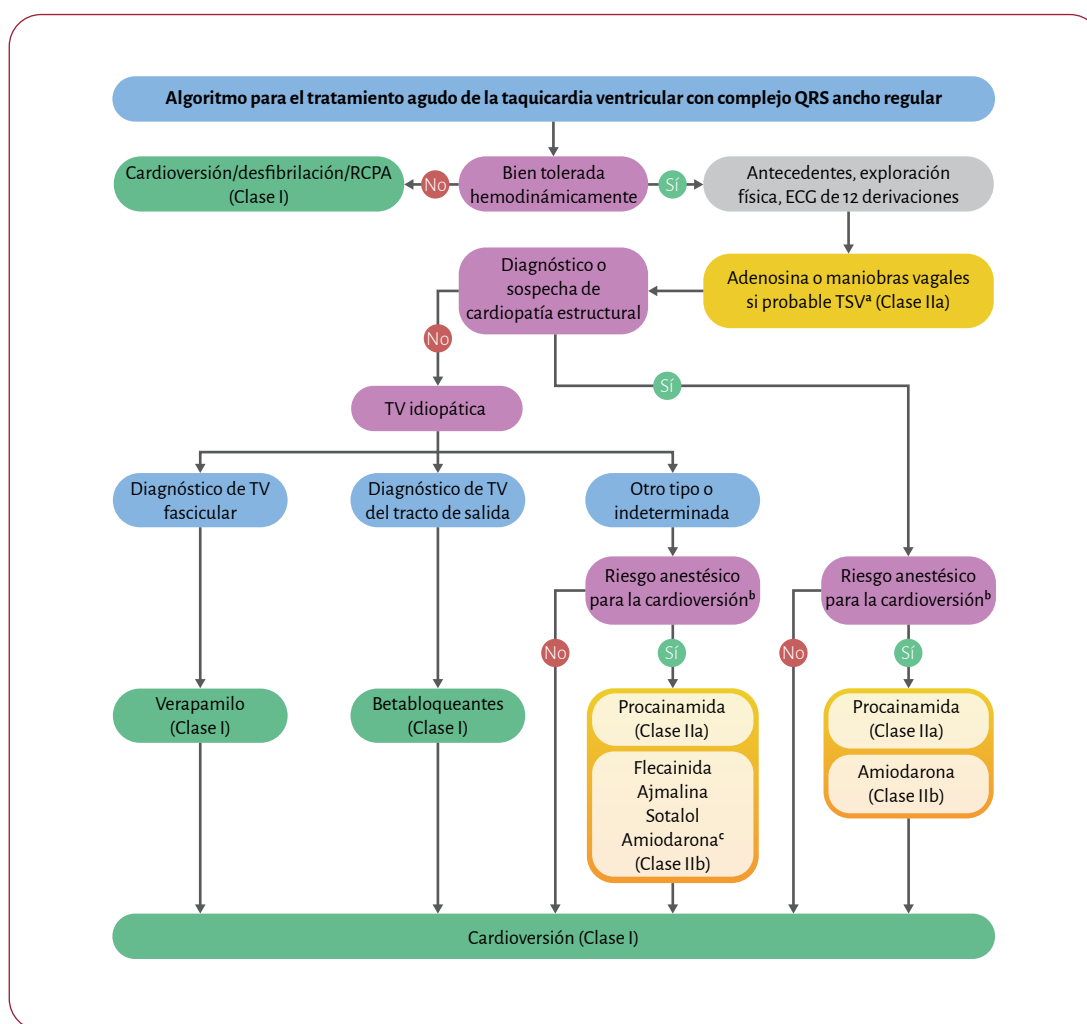 Algoritmo para el tratamiento agudo de la taquicardia ventricular con complejo QRS ancho regular
Cardioversión/desfibrilación/RCPA
(Clase I)
No
Bien tolerada
hemodinámicamente
Sí
Antecedentes, exploración
física, ECG de 12 derivaciones
Diagnóstico o
sospecha de
cardiopatía estructural
Adenosina o maniobras vagales
si probable TSVª (Clase IIa)
No
Sí
TV idiopática
Diagnóstico de TV
fascicular
Diagnóstico de TV
del tracto de salida
Otro tipo o
indeterminada
Riesgo anestésico
para la cardioversiónᵇ
Riesgo anestésico
para la cardioversiónᵇ
No
Sí
No
Sí
Verapamilo
(Clase I)
Betabloqueantes
(Clase I)
Procainamida
(Clase IIa)
Flecainida
Ajmalina
Sotalol
Amiodaronaᶜ
(Clase IIb)
Procainamida
(Clase IIa)
Amiodarona
(Clase IIb)
Cardioversión (Clase I)